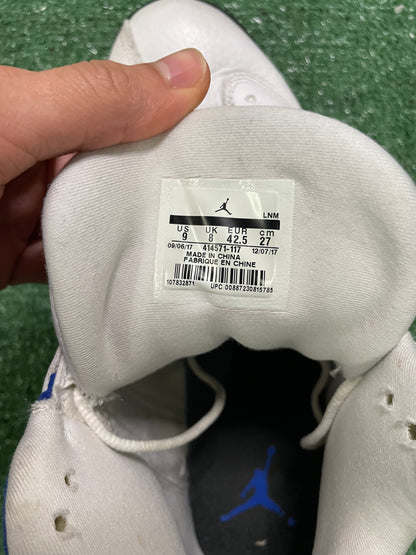 LNM
US UK EUR cm
9 8 42.5 27
09/06/17 414571-117 12/07/17
MADE IN CHINA
FABRIQUE EN CHINE
107832871
UPC 00887230815785